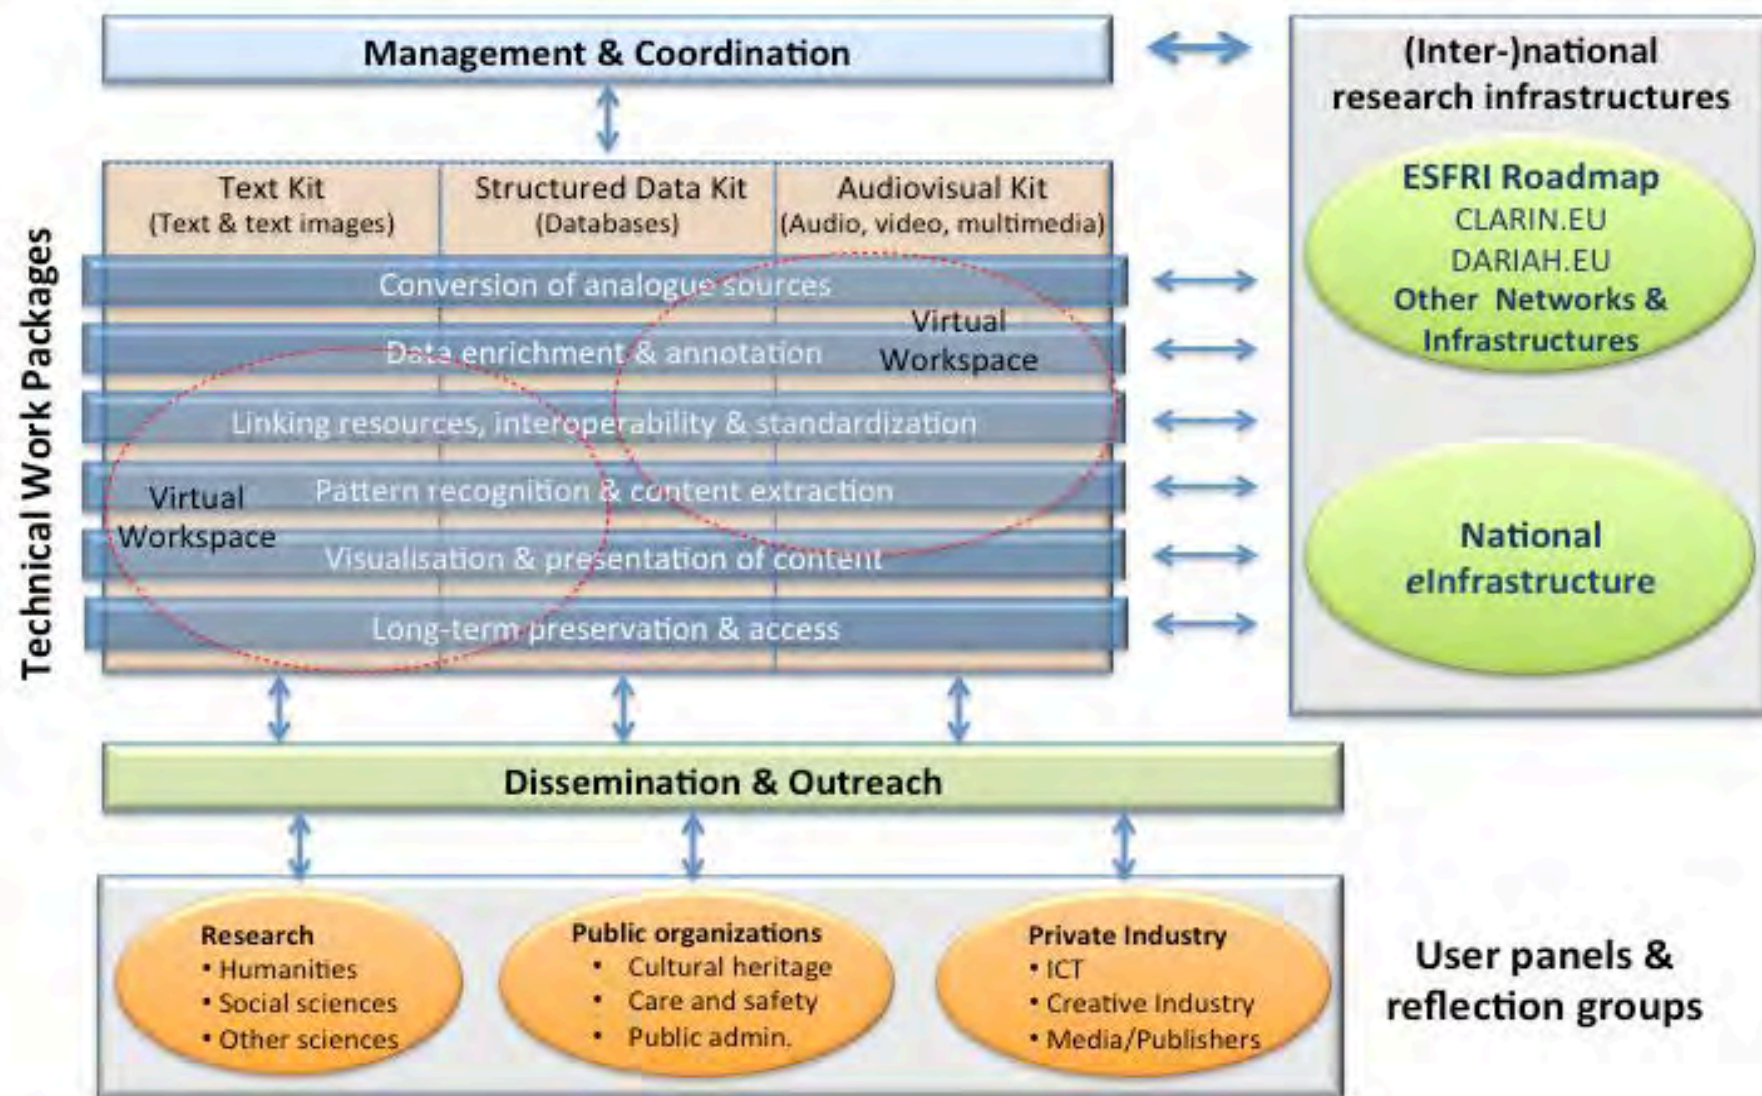 Management & Coordination
(Inter-)national
research infrastructures
ESFRI Roadmap
CLARIN.EU
DARIAH.EU
Other Networks &
Infrastructures
National
eInfrastructure
Technical Work Packages
Text Kit
(Text & text images)
Structured Data Kit
(Databases)
Audiovisual Kit
(Audio, video, multimedia)
Conversion of analogue sources
Virtual
Workspace
Data enrichment & annotation
Linking resources, interoperability & standardization
Pattern recognition & content extraction
Virtual
Workspace
Visualisation & presentation of content
Long-term preservation & access
Dissemination & Outreach
Research
• Humanities
• Social sciences
• Other sciences
Public organizations
• Cultural heritage
• Care and safety
• Public admin.
Private Industry
• ICT
• Creative Industry
• Media/Publishers
User panels &
reflection groups